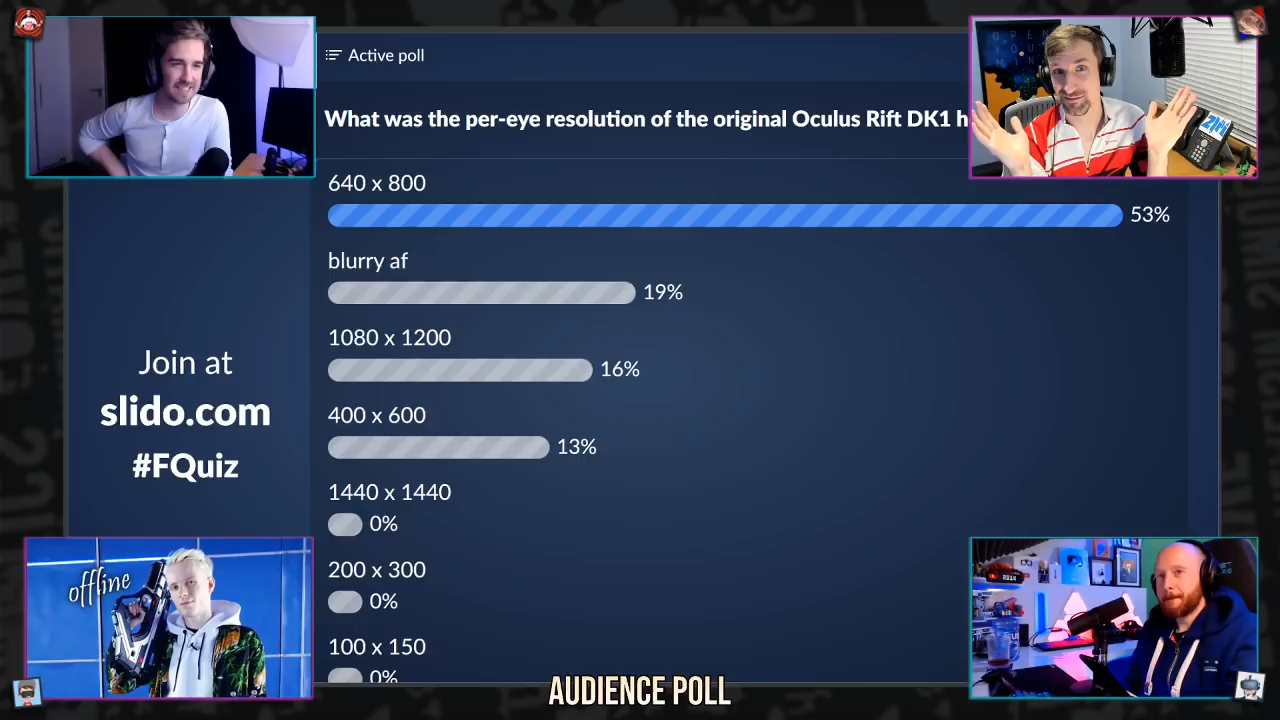 Active poll
What was the per-eye resolution of the original Oculus Rift DK1 h
640 x 800
53%
blurry af
19%
1080 x 1200
16%
400 x 600
13%
1440 x 1440
0%
200 x 300
0%
100 x 150
0%
Join at
slido.com
#FQuiz
offline
AUDIENCE POLL